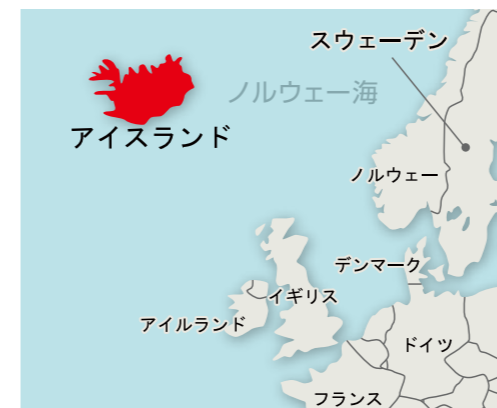 スウェーデン
ノルウェー海
アイスランド
ノルウェー
デンマーク
イギリス
アイルランド
ドイツ
フランス